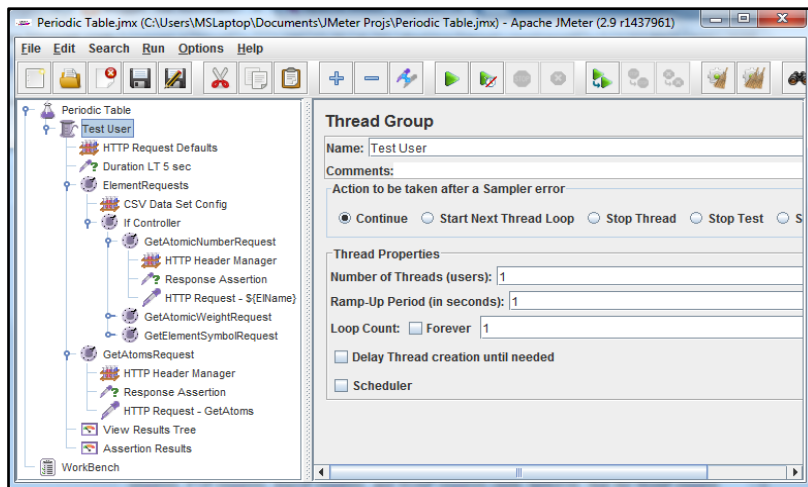 Periodic Table.jmx (C:\Users\MSLaptop\Documents\JMeter Projs\Periodic Table.jmx) - Apache JMeter (2.9 r1437961)
File Edit Search Run Options Help
Periodic Table
Test User
HTTP Request Defaults
Duration LT 5 sec
ElementRequests
CSV Data Set Config
If Controller
GetAtomicNumberRequest
HTTP Header Manager
Response Assertion
HTTP Request - ${ElName}
GetAtomicWeightRequest
GetElementSymbolRequest
GetAtomsRequest
HTTP Header Manager
Response Assertion
HTTP Request - GetAtoms
View Results Tree
Assertion Results
WorkBench
Thread Group
Name: Test User
Comments:
Action to be taken after a Sampler error
Continue Start Next Thread Loop Stop Thread Stop Test S
Thread Properties
Number of Threads (users): 1
Ramp-Up Period (in seconds): 1
Loop Count: Forever 1
Delay Thread creation until needed
Scheduler